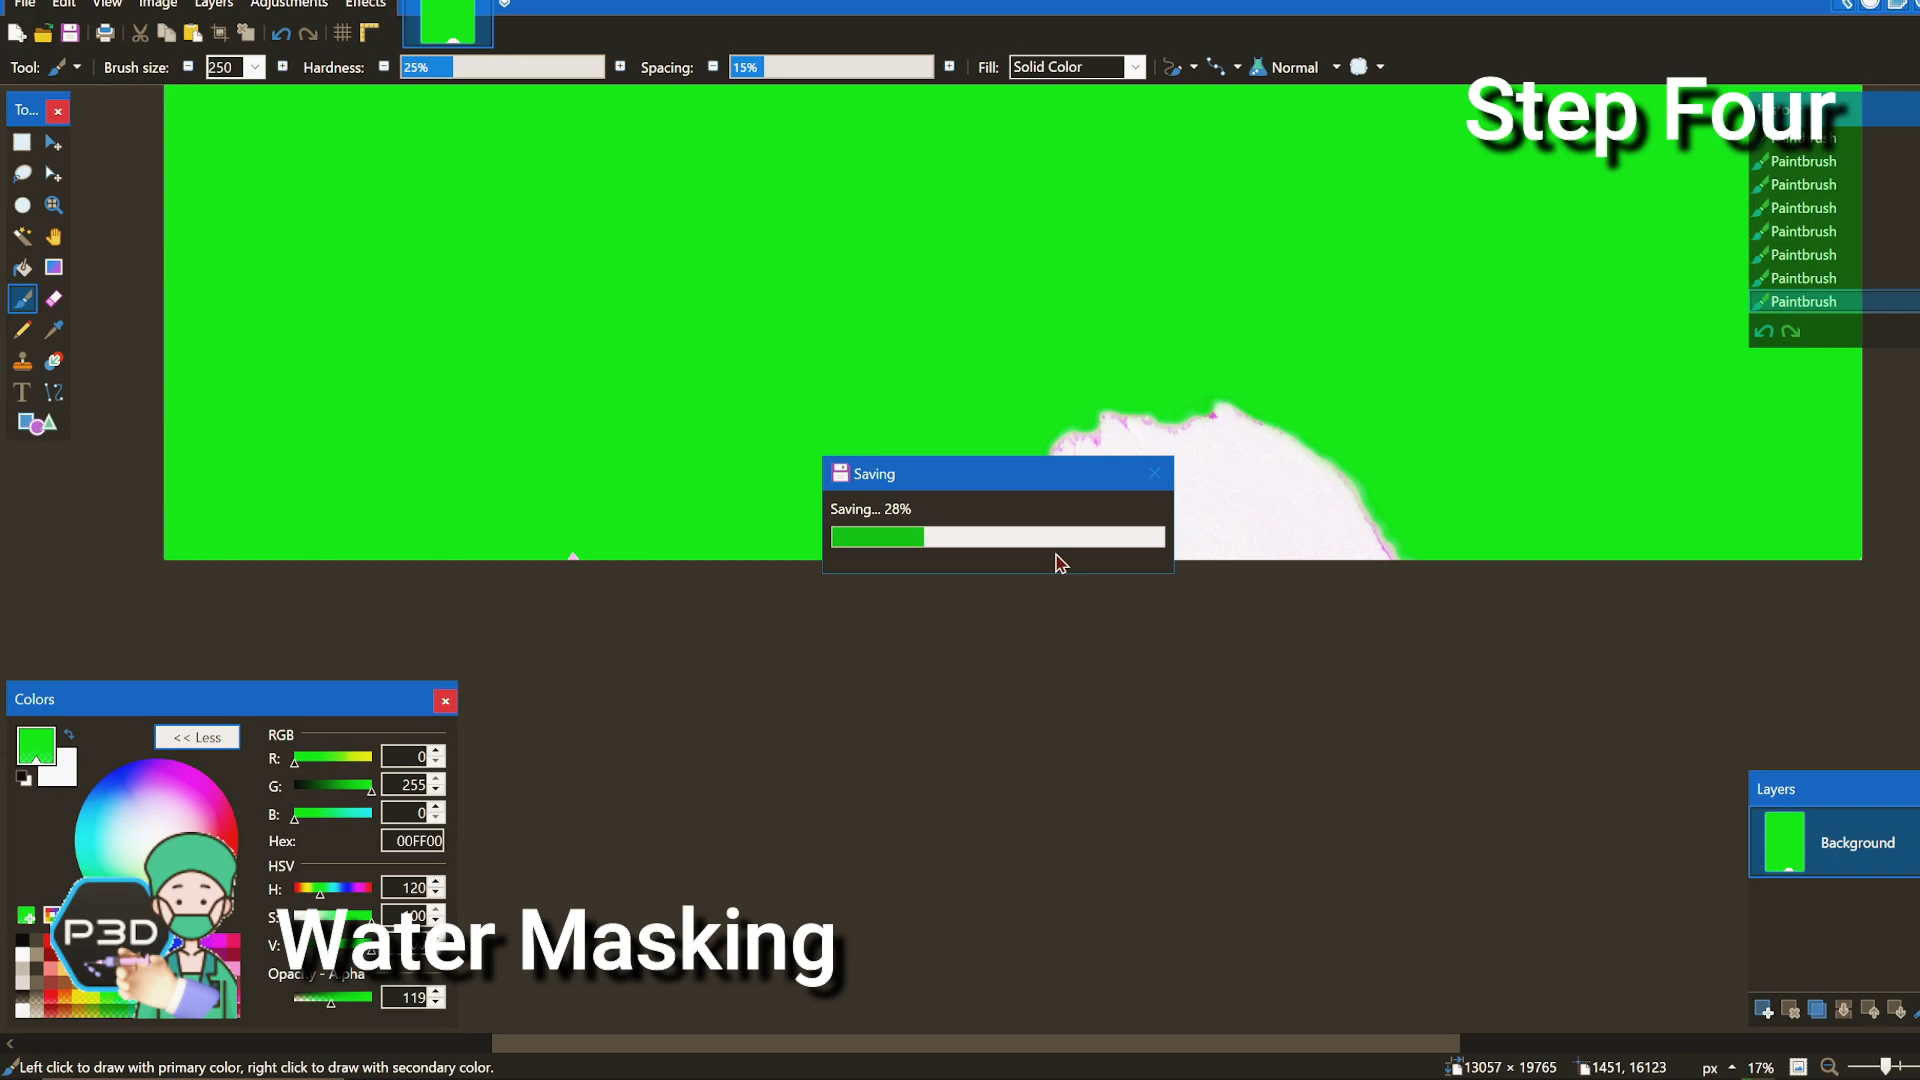 File Edit View Image Layers Adjustments Effects
Tool: Brush size: 250 Hardness: 25% Spacing: 15% Fill: Solid Color Normal
Step Four
To...
Paintbrush
Paintbrush
Paintbrush
Paintbrush
Paintbrush
Paintbrush
Paintbrush
Saving
Saving... 28%
Colors
<< Less
RGB
R: 0
G: 255
B: 0
Hex: 00FF00
HSV
H: 120
S: 100
V:
Opacity - Alpha
119
P3D
Water Masking
Layers
Background
Left click to draw with primary color, right click to draw with secondary color.
13057 × 19765 1451, 16123 px 17%